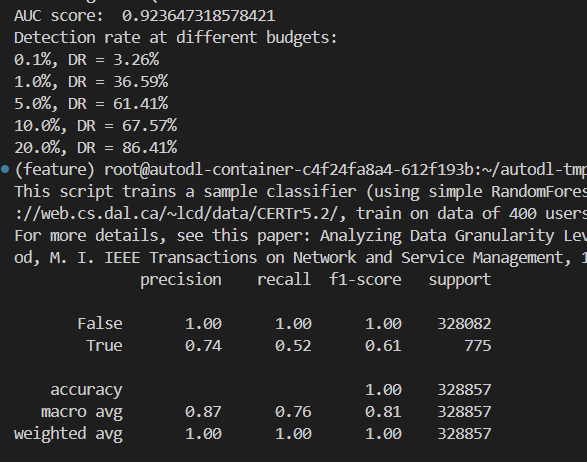 AUC score:  0.923647318578421
Detection rate at different budgets:
0.1%, DR = 3.26%
1.0%, DR = 36.59%
5.0%, DR = 61.41%
10.0%, DR = 67.57%
20.0%, DR = 86.41%
(feature) root@autodl-container-c4f24fa8a4-612f193b:~/autodl-tmp
This script trains a sample classifier (using simple RandomFores
://web.cs.dal.ca/~lcd/data/CERTr5.2/, train on data of 400 users
For more details, see this paper: Analyzing Data Granularity Lev
od, M. I. IEEE Transactions on Network and Service Management, 1
              precision    recall  f1-score   support

       False       1.00      1.00      1.00    328082
        True       0.74      0.52      0.61       775

    accuracy                           1.00    328857
   macro avg       0.87      0.76      0.81    328857
weighted avg       1.00      1.00      1.00    328857